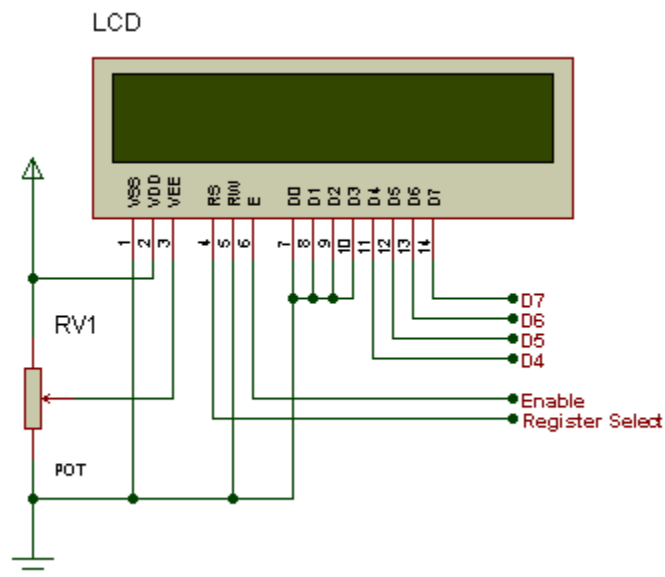 LCD
VSS VDD VEE RS RW E D0 D1 D2 D3 D4 D5 D6 D7
1 2 3 4 5 6 7 8 9 10 11 12 13 14
D7
D6
RV1
D5
D4
Enable
Register Select
POT